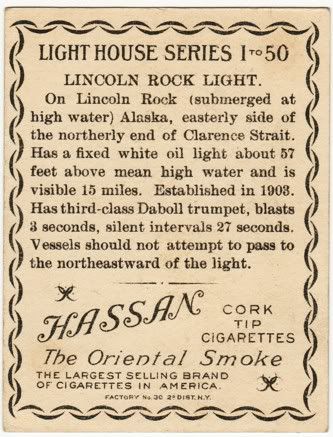 LIGHT HOUSE SERIES 1 TO 50
LINCOLN ROCK LIGHT.
On Lincoln Rock (submerged at
high water) Alaska, easterly side of
the northerly end of Clarence Strait.
Has a fixed white oil light about 57
feet above mean high water and is
visible 15 miles. Established in 1903.
Has third-class Daboll trumpet, blasts
3 seconds, silent intervals 27 seconds.
Vessels should not attempt to pass to
the northeastward of the light.
HASSAN
CORK
TIP
CIGARETTES
The Oriental Smoke
THE LARGEST SELLING BRAND
OF CIGARETTES IN AMERICA.
FACTORY No. 30 2D DIST. N.Y.